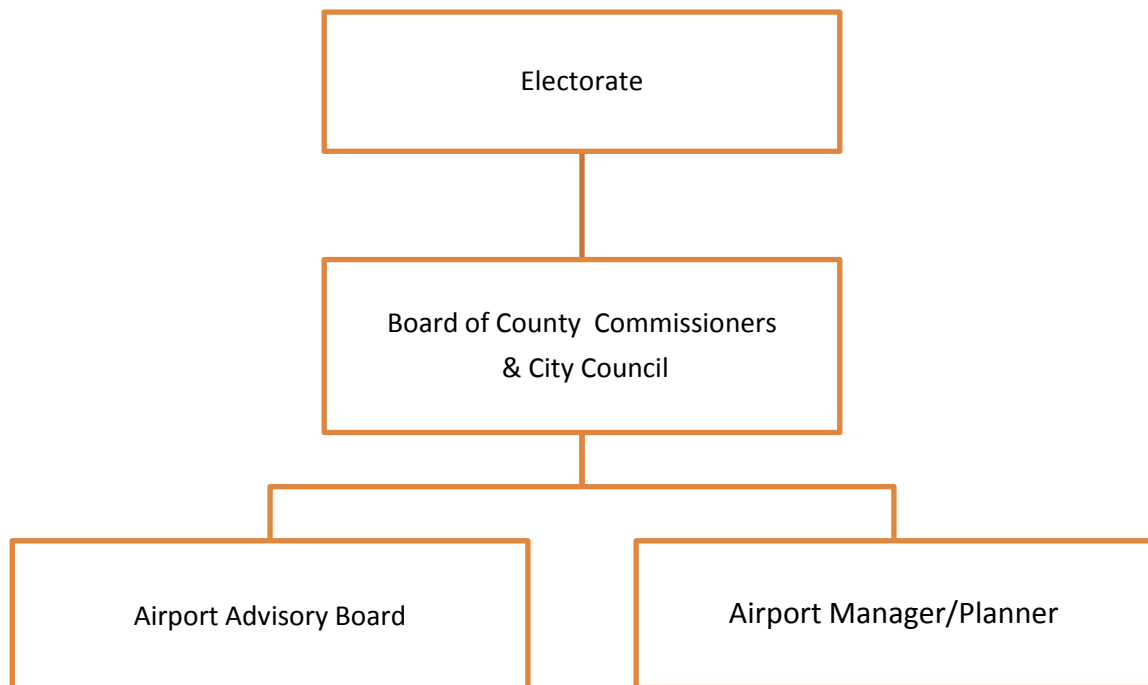 Electorate
Board of County  Commissioners
& City Council
Airport Advisory Board
Airport Manager/Planner